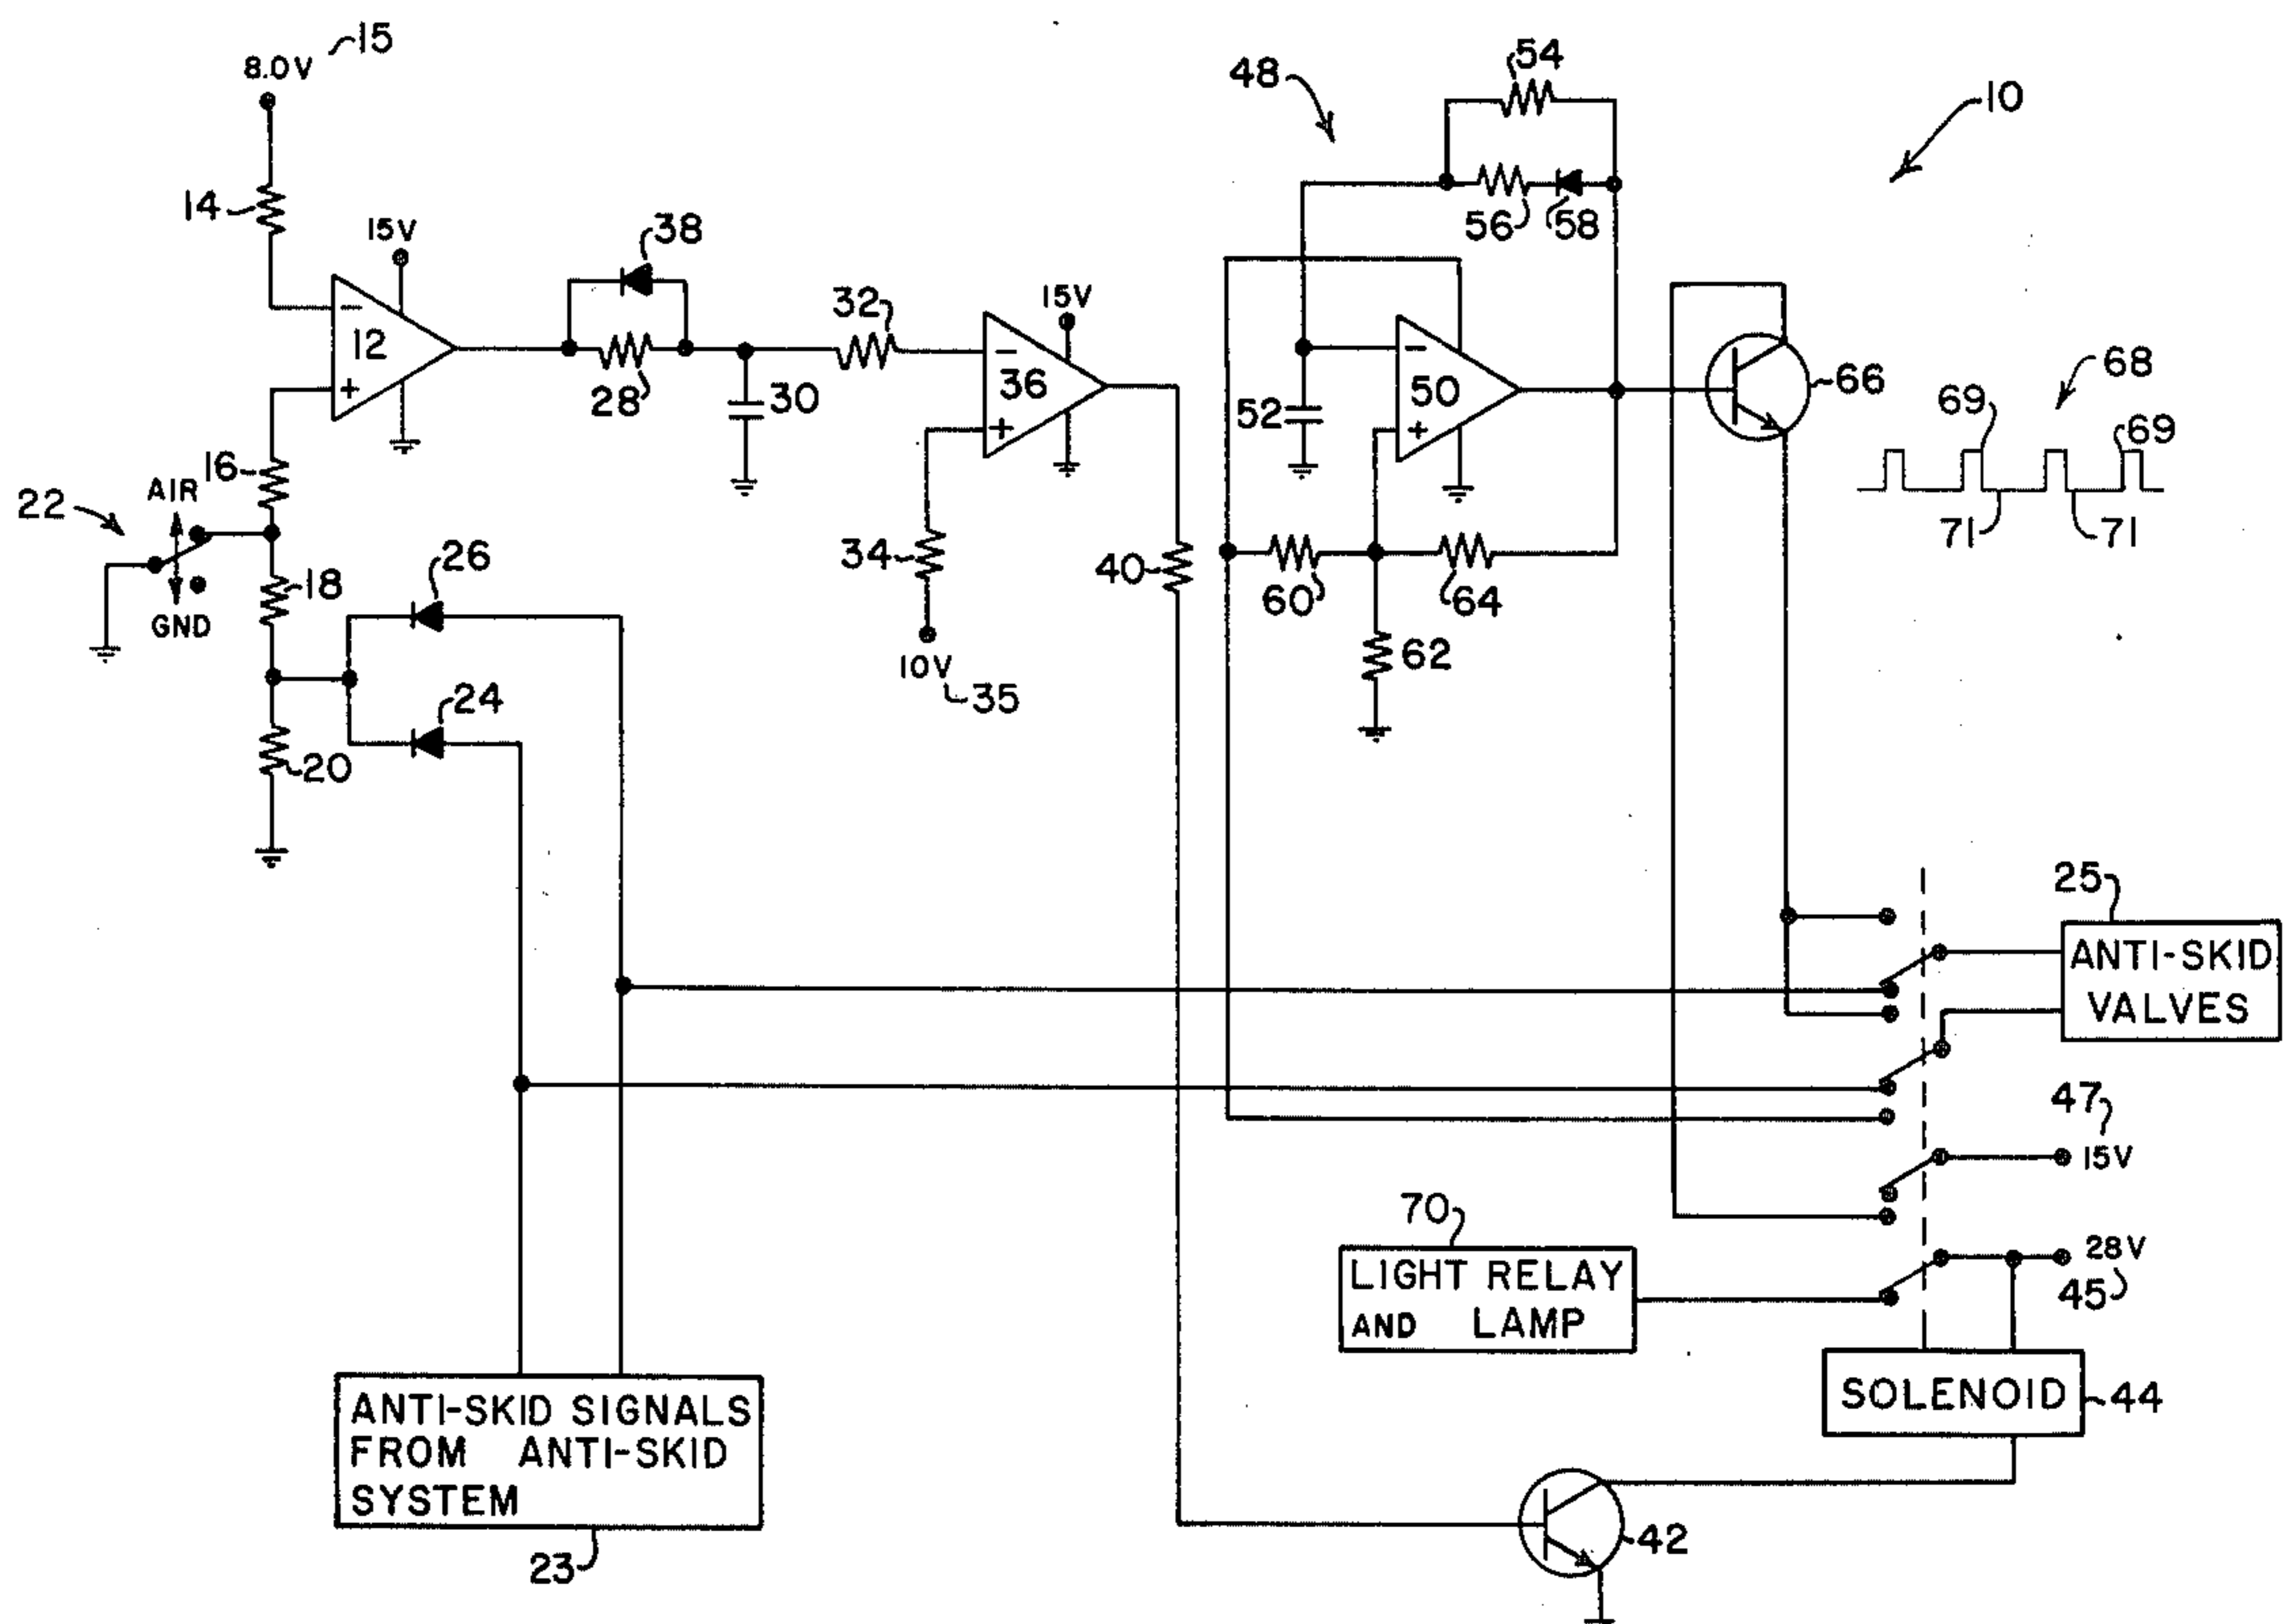 15
8.0V
14
15V
12
38
28
30
32
15V
36
34
10V
35
40
16
AIR
22
GND
18
26
24
20
48
54
56
58
50
52
60
64
62
10
66
68
69
69
71
71
25
ANTI-SKID
VALVES
47
15V
28V
45
70
LIGHT RELAY
AND LAMP
SOLENOID
44
42
ANTI-SKID SIGNALS
FROM ANTI-SKID
SYSTEM
23